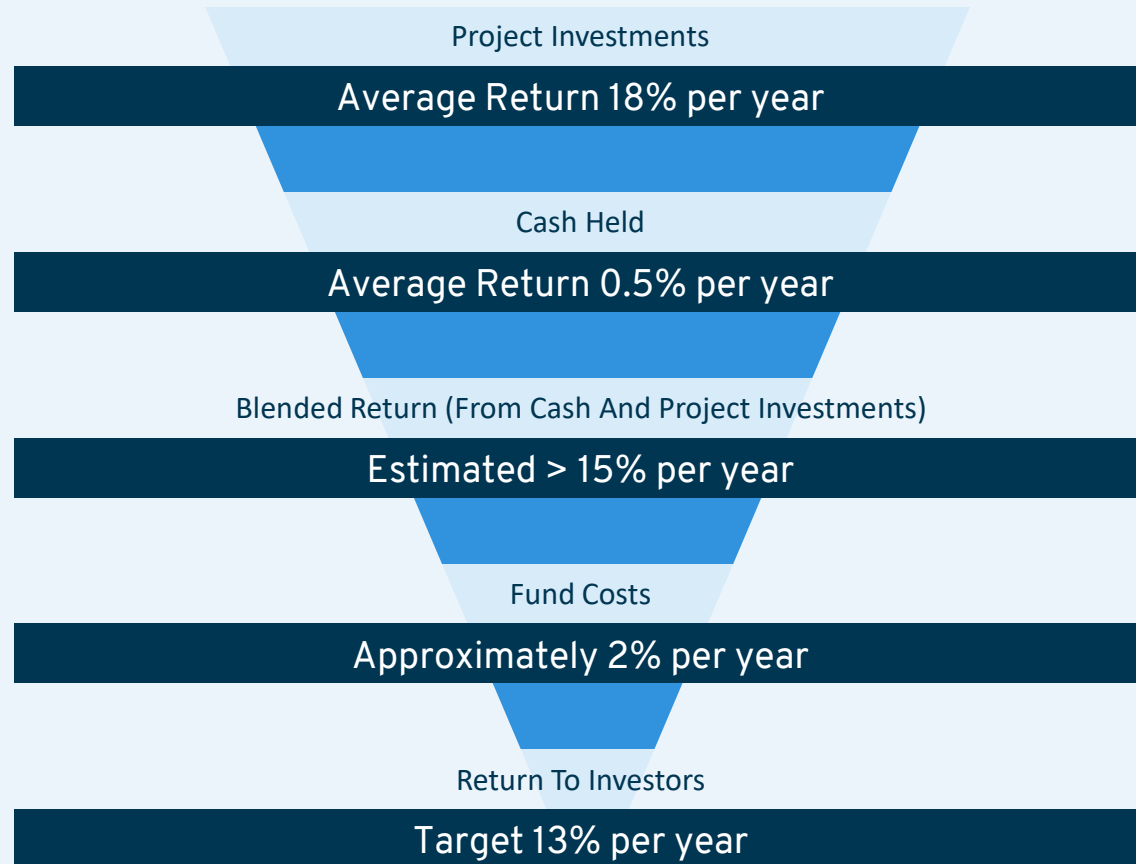 Project Investments
Average Return 18% per year
Cash Held
Average Return 0.5% per year
Blended Return (From Cash And Project Investments)
Estimated > 15% per year
Fund Costs
Approximately 2% per year
Return To Investors
Target 13% per year